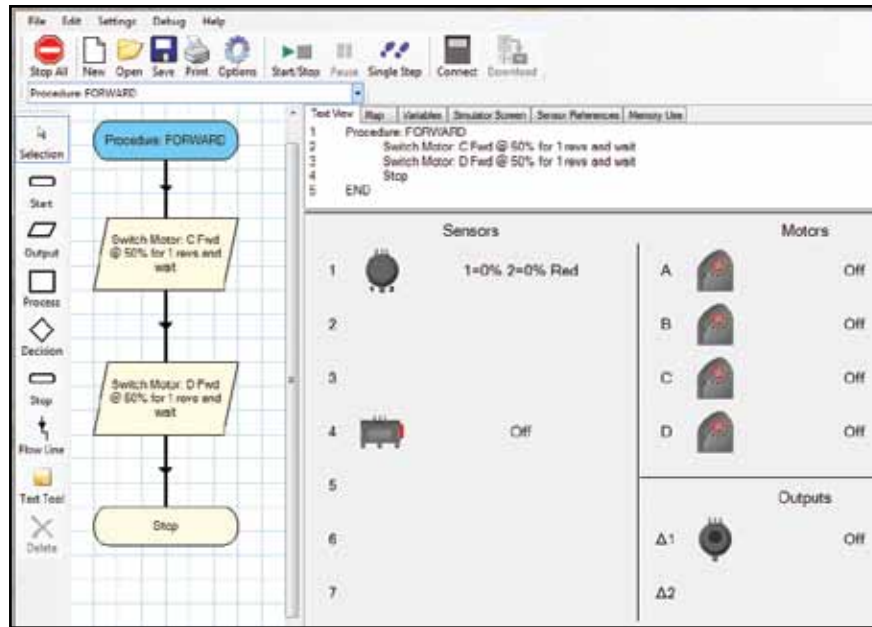 File Edit Settings Debug Help
Stop All New Open Save Print Options Start/Stop Pause Single Step Connect Download
Procedure: FORWARD
Selection
Start
Output
Process
Decision
Stop
Flow Line
Text Tool
Delete
Procedure: FORWARD
Switch Motor: C Fwd
@ 50% for 1 revs and
wait
Switch Motor: D Fwd
@ 50% for 1 revs and
wait
Stop
Text View Map Variables Simulator Screen Sensor References Memory Use
1 Procedure: FORWARD
2 Switch Motor: C Fwd @ 50% for 1 revs and wait
3 Switch Motor: D Fwd @ 50% for 1 revs and wait
4 Stop
5 END
Sensors
1 1=0% 2=0% Red
2
3
4 Off
5
6
7
Motors
A Off
B Off
C Off
D Off
Outputs
Δ1 Off
Δ2